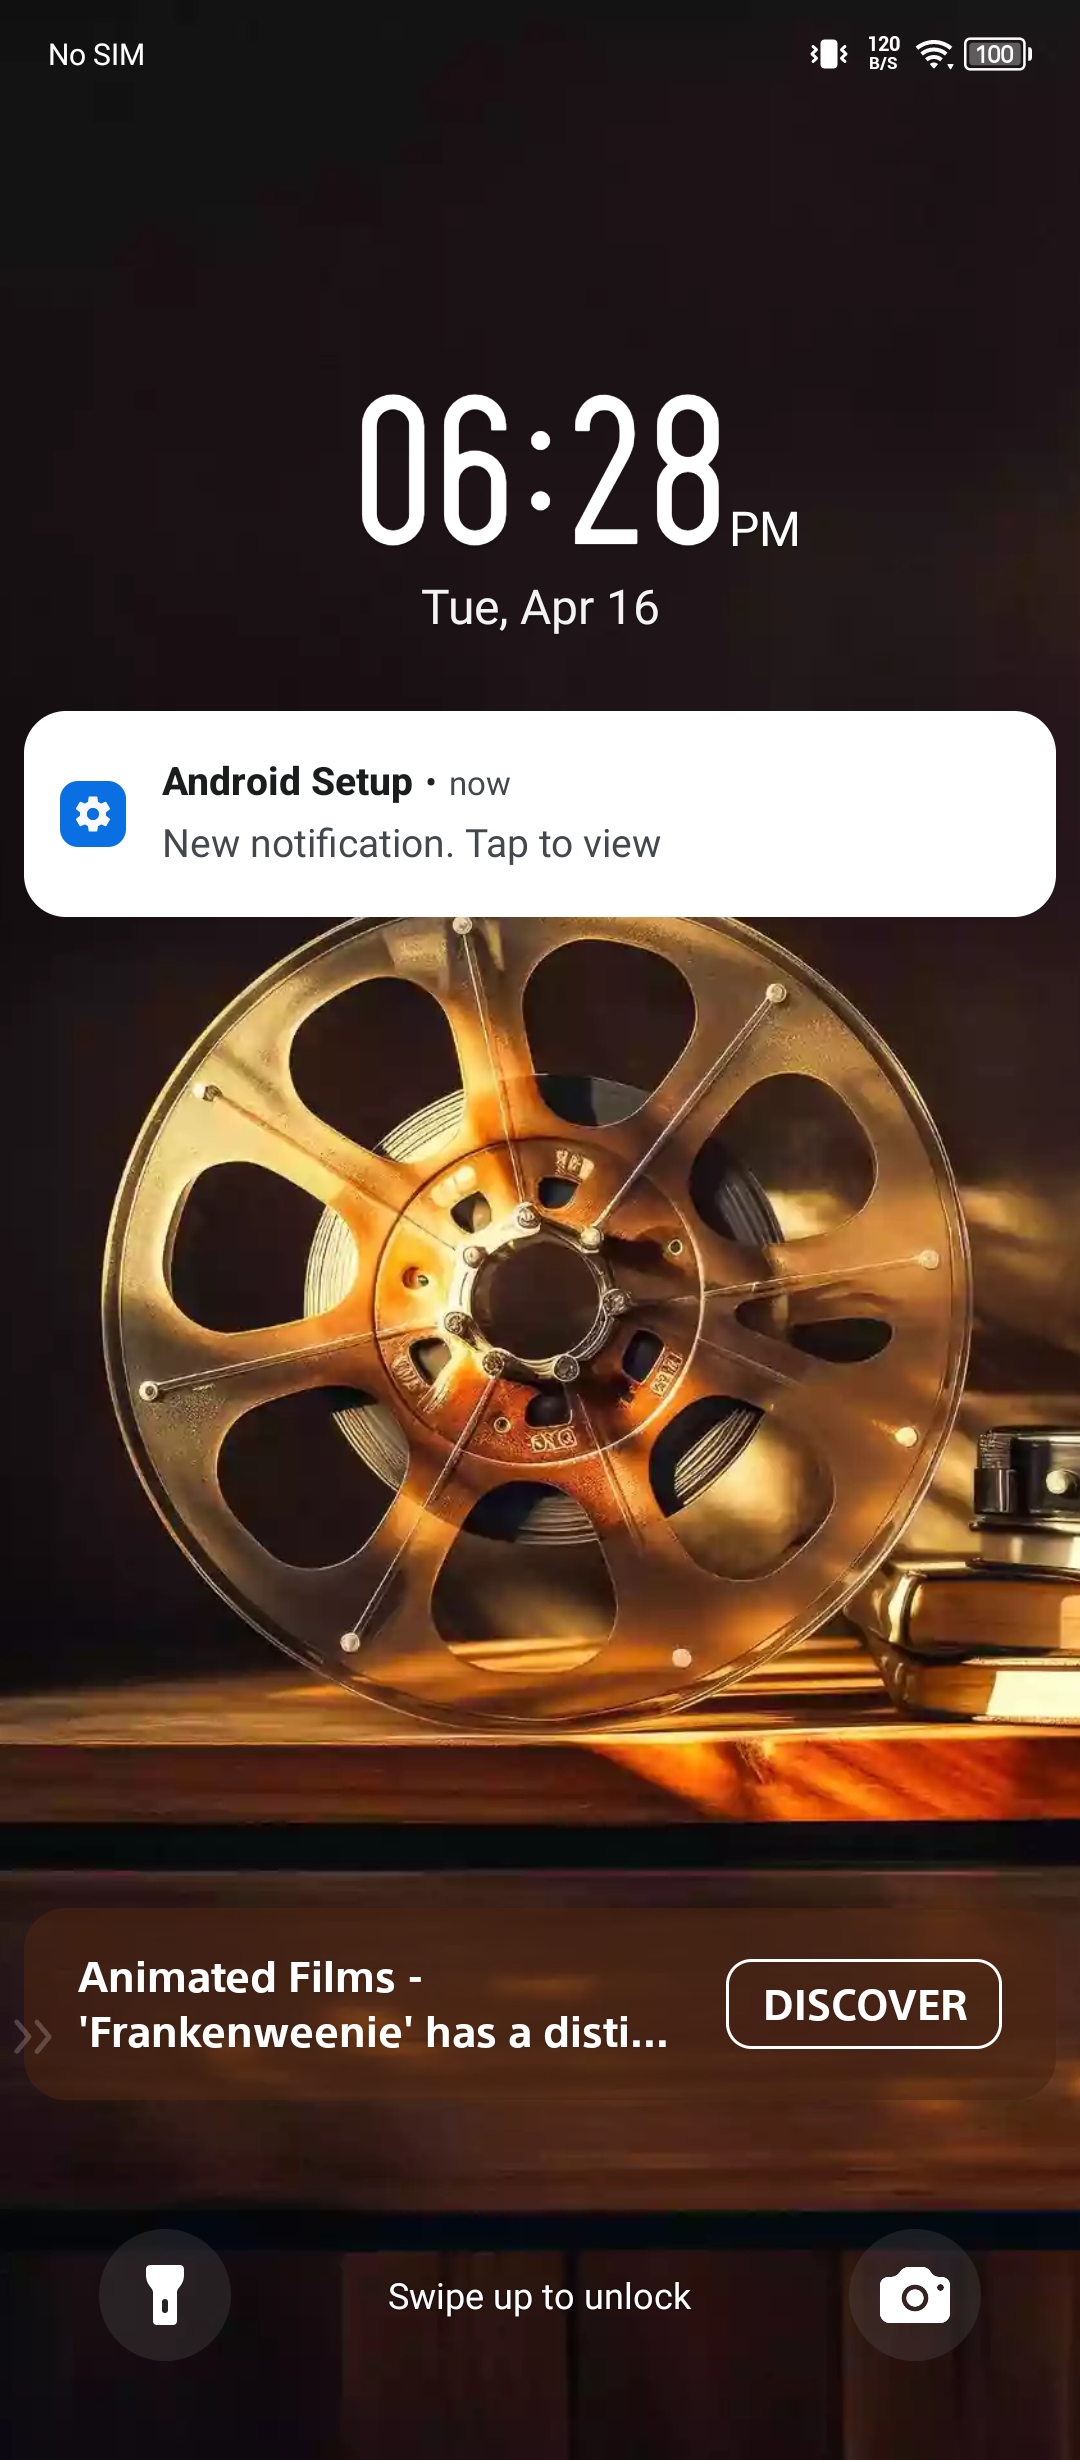 No SIM
120
B/S
100
06:28 PM
Tue, Apr 16
Android Setup • now
New notification. Tap to view
Animated Films -
'Frankenweenie' has a disti...
DISCOVER
Swipe up to unlock